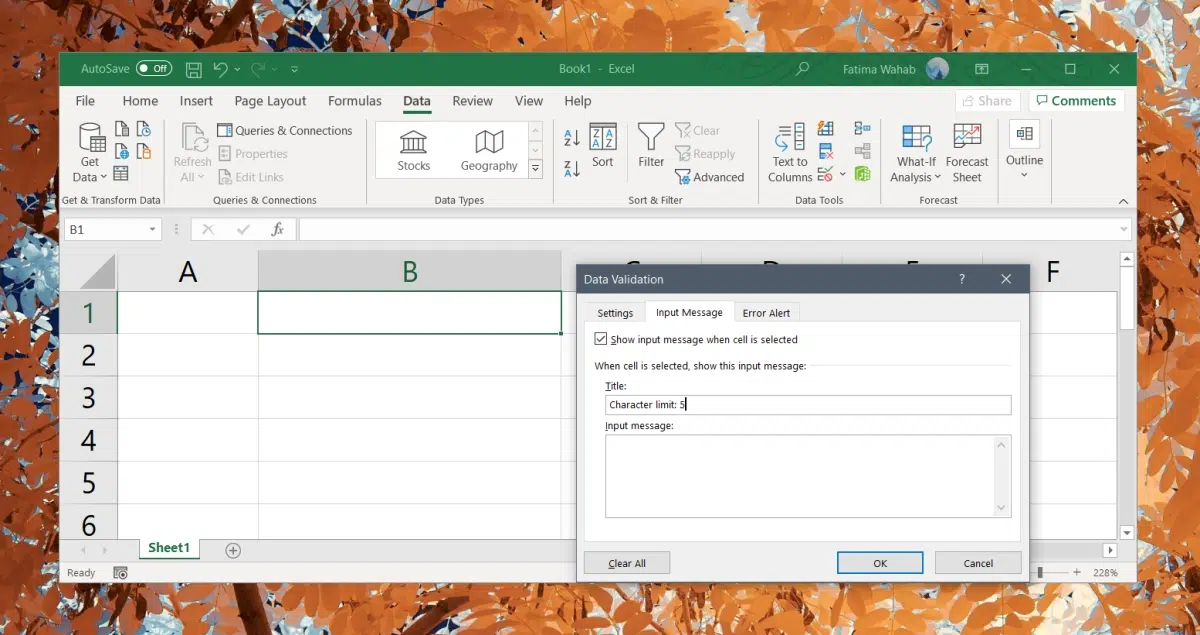 AutoSave Off Book1 - Excel Fatima Wahab
File Home Insert Page Layout Formulas Data Review View Help Share Comments
Get Data
Refresh All
Queries & Connections
Properties
Edit Links
Stocks Geography
A Z
Z A
Z A A Z
Sort
Filter
Clear
Reapply
Advanced
Text to Columns
What-If Analysis
Forecast Sheet
Outline
Get & Transform Data Queries & Connections Data Types Sort & Filter Data Tools Forecast
B1 fx
A B F
1
2
3
4
5
6
Data Validation ?
Settings Input Message Error Alert
Show input message when cell is selected
When cell is selected, show this input message:
Title:
Character limit: 5
Input message:
Clear All OK Cancel
Sheet1
Ready 228%